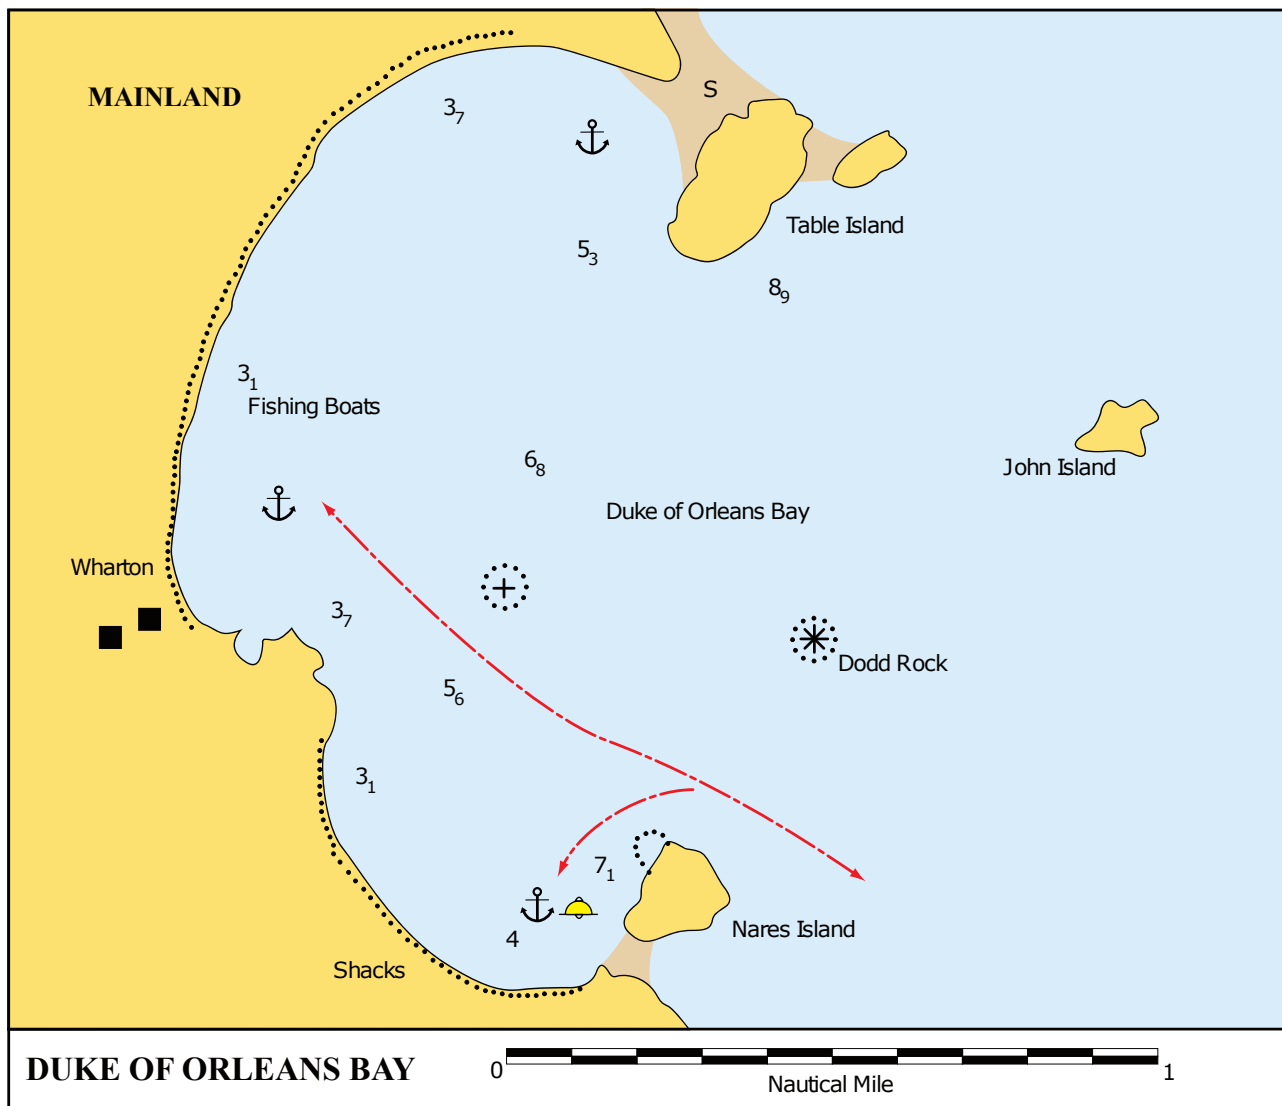 MAINLAND
S
3₇
Table Island
5₃
8₉
3₁
Fishing Boats
6₈
John Island
Duke of Orleans Bay
Wharton
3₇
Dodd Rock
5₆
3₁
7₁
4
Nares Island
Shacks
DUKE OF ORLEANS BAY
0
1
Nautical Mile